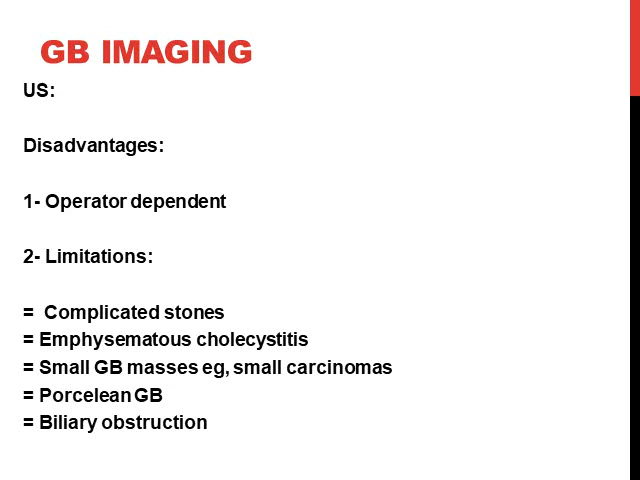 GB IMAGING
US:
Disadvantages:
1- Operator dependent
2- Limitations:
=  Complicated stones
= Emphysematous cholecystitis
= Small GB masses eg, small carcinomas
= Porcelean GB
= Biliary obstruction